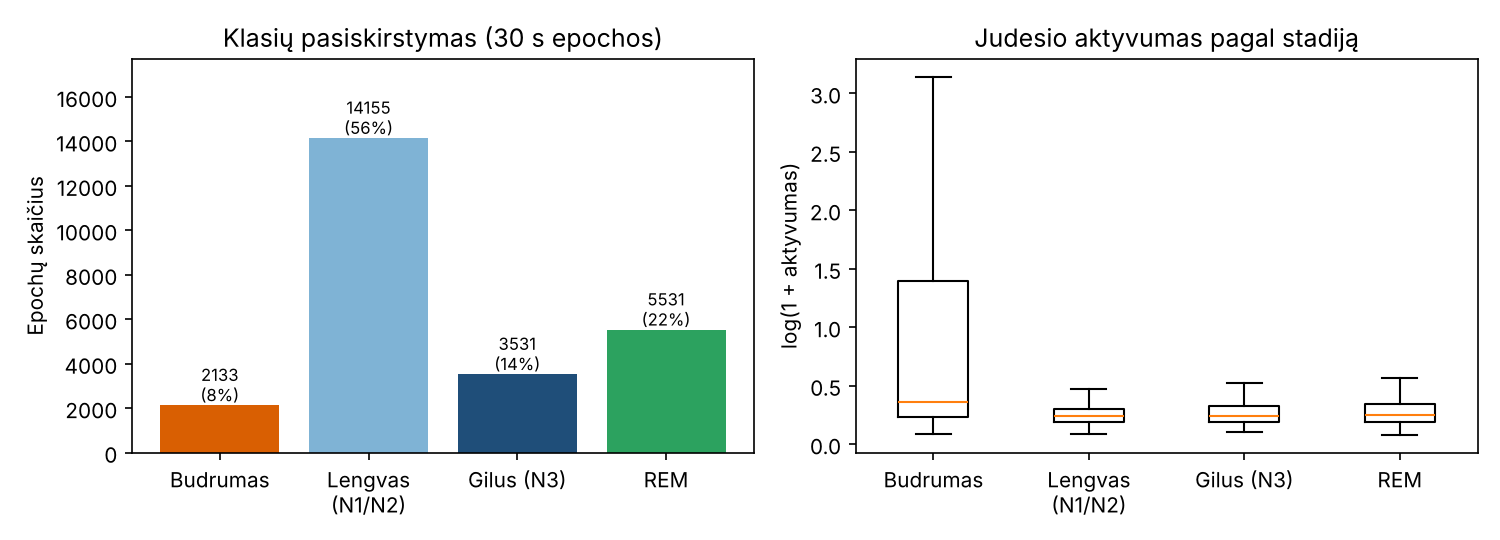 Klasių pasiskirstymas (30 s epochos)
Epochų skaičius
16000
14000
12000
10000
8000
6000
4000
2000
0
2133
(8%)
14155
(56%)
3531
(14%)
5531
(22%)
Budrumas
Lengvas
(N1/N2)
Gilus (N3)
REM
Judesio aktyvumas pagal stadiją
log(1 + aktyvumas)
3.0
2.5
2.0
1.5
1.0
0.5
0.0
Budrumas
Lengvas
(N1/N2)
Gilus (N3)
REM